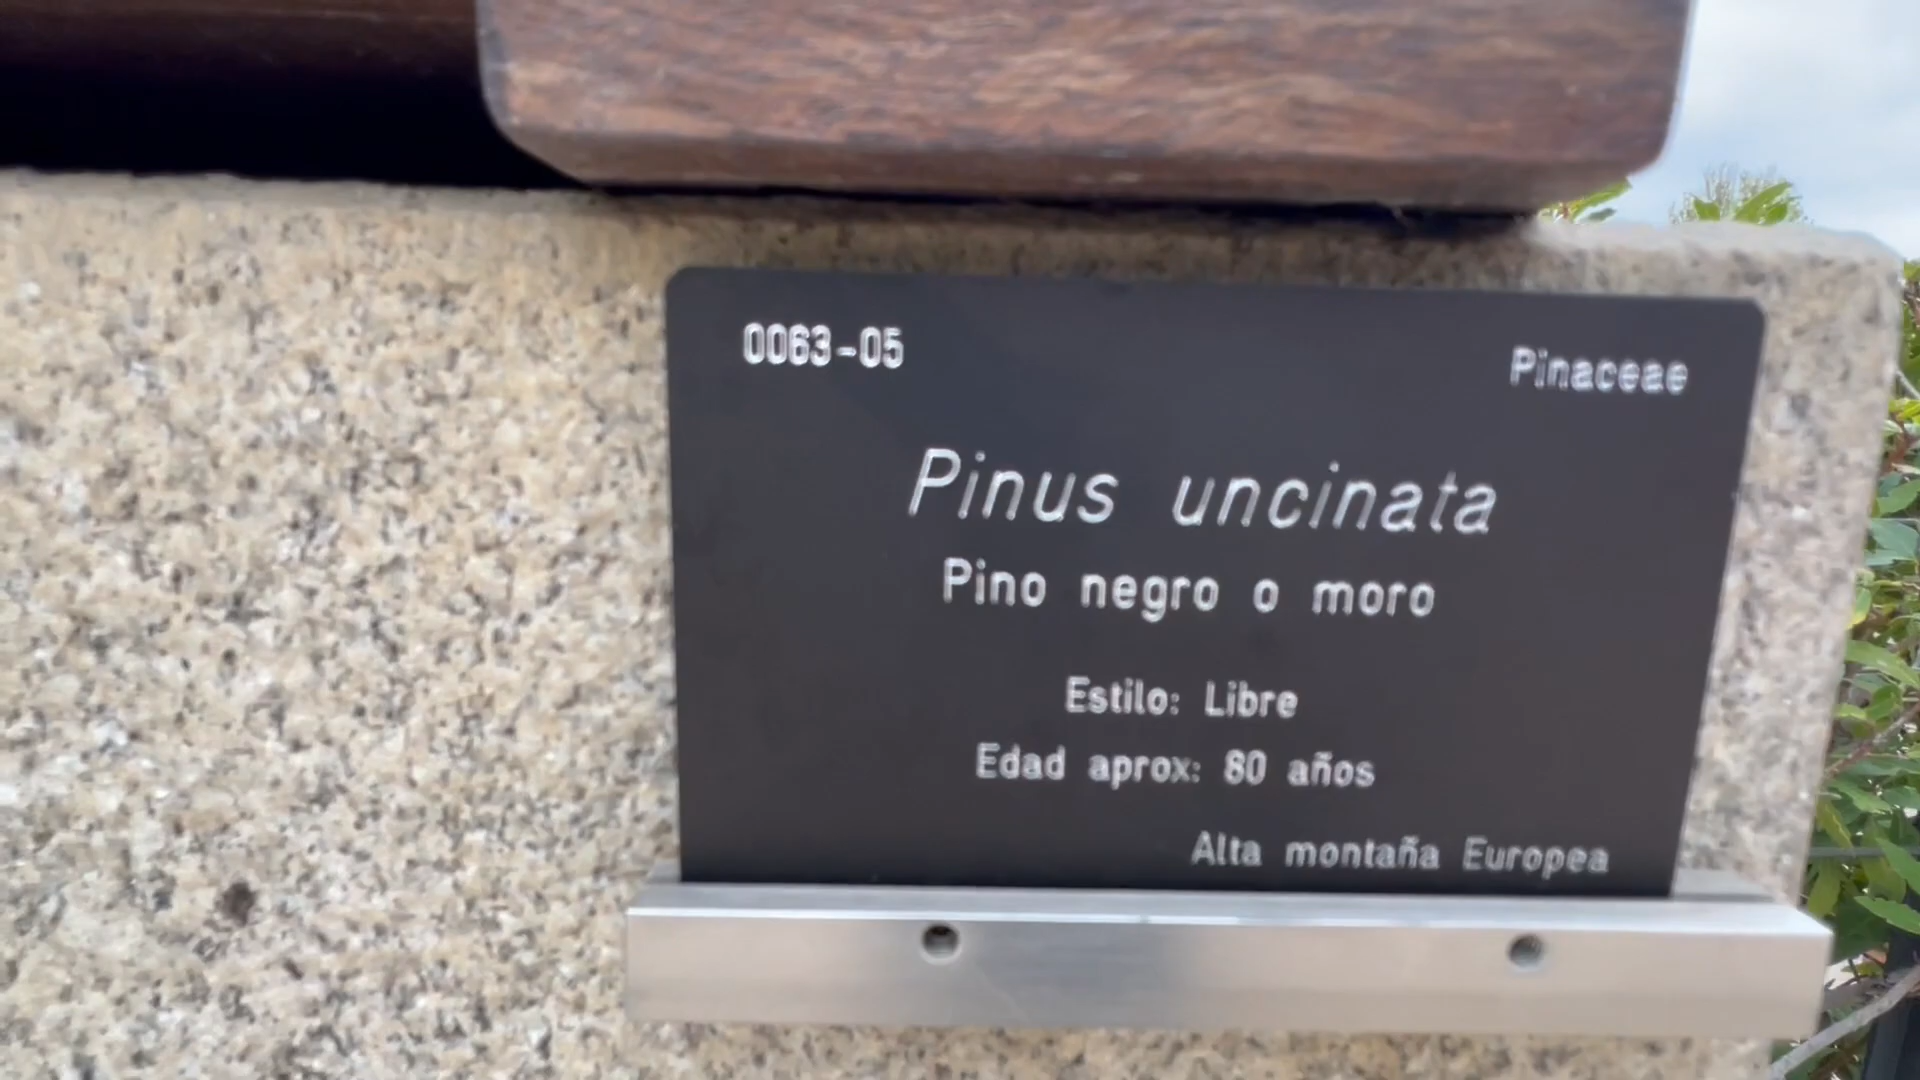 0063-05
Pinaceae
Pinus uncinata
Pino negro o moro
Estilo: Libre
Edad aprox: 80 años
Alta montaña Europea